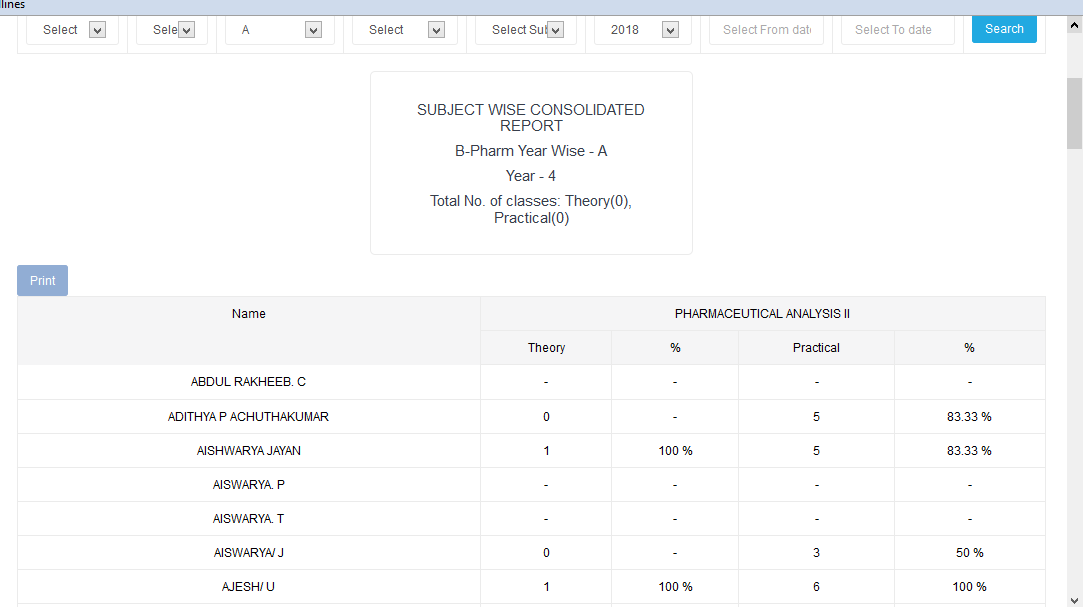 llines
Select Sele A Select Select Sub 2018 Select From date Select To date Search
SUBJECT WISE CONSOLIDATED
REPORT
B-Pharm Year Wise - A
Year - 4
Total No. of classes: Theory(0),
Practical(0)
Print
Name PHARMACEUTICAL ANALYSIS II
Theory % Practical %
ABDUL RAKHEEB. C - - - -
ADITHYA P ACHUTHAKUMAR 0 - 5 83.33 %
AISHWARYA JAYAN 1 100 % 5 83.33 %
AISWARYA. P - - - -
AISWARYA. T - - - -
AISWARYA/ J 0 - 3 50 %
AJESH/ U 1 100 % 6 100 %